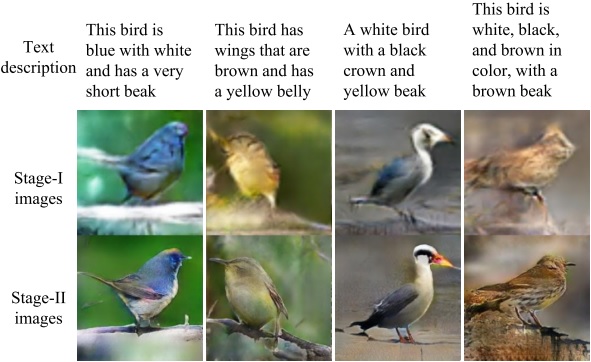 Text
description
This bird is
blue with white
and has a very
short beak
This bird has
wings that are
brown and has
a yellow belly
A white bird
with a black
crown and
yellow beak
This bird is
white, black,
and brown in
color, with a
brown beak
Stage-I
images
Stage-II
images